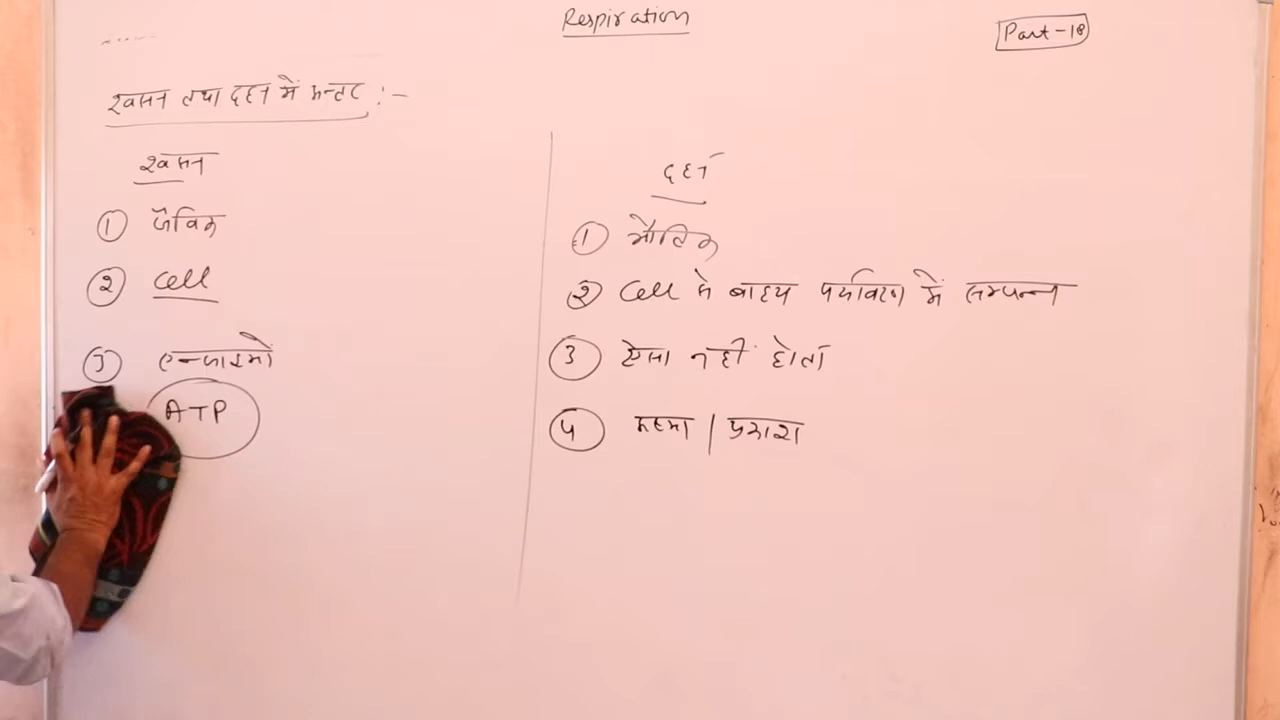 Respiration
Part-18
श्वसन तथा दहन में अन्तर :-
श्वसन
① जैविक
② Cell
③ एन्जाइमो
ATP
दहन
① भौतिक
② Cell के बाह्य पर्यावरण में सम्पन्न
③ ऐसा नहीं होता
④ ऊष्मा / प्रकाश